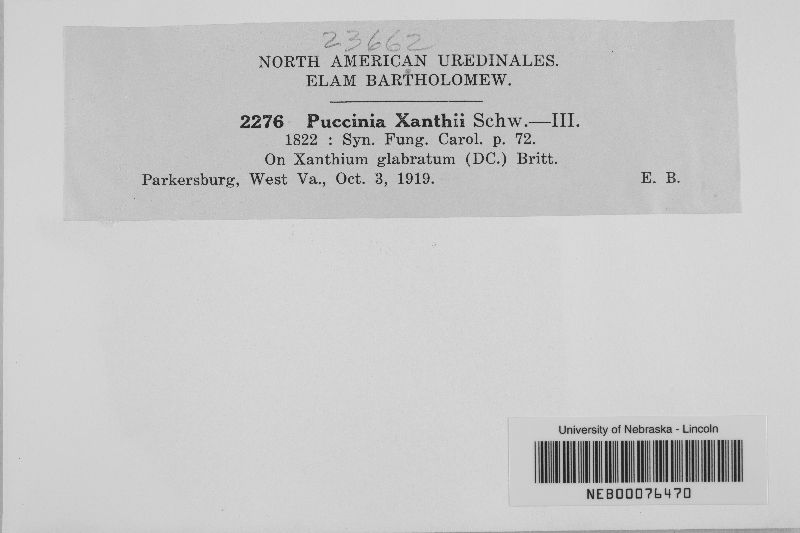 23662
NORTH AMERICAN UREDINALES.
ELAM BARTHOLOMEW.
2276 Puccinia Xanthii Schw.—III.
1822 : Syn. Fung. Carol. p. 72.
On Xanthium glabratum (DC.) Britt.
Parkersburg, West Va., Oct. 3, 1919. E. B.
University of Nebraska - Lincoln
NEB00076470